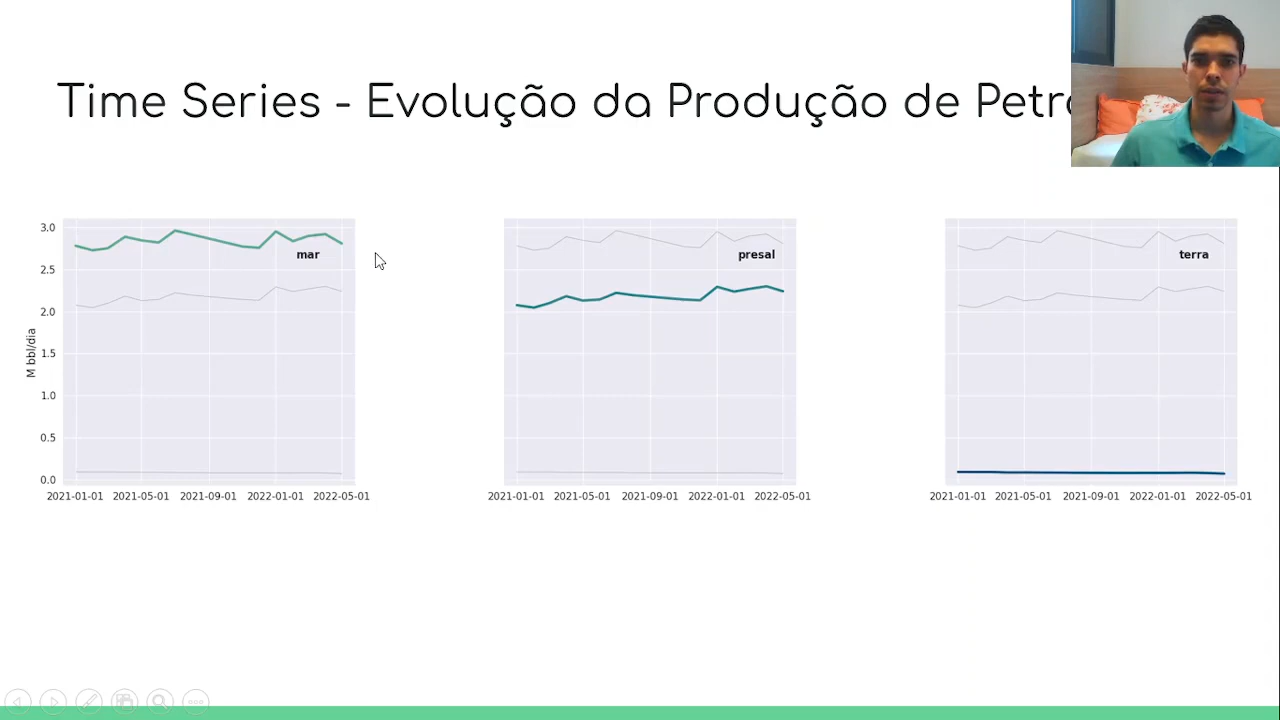 Time Series - Evolução da Produção de Petr
3.0
2.5
2.0
1.5
1.0
0.5
0.0
M bbl/dia
mar
2021-01-01 2021-05-01 2021-09-01 2022-01-01 2022-05-01
presal
2021-01-01 2021-05-01 2021-09-01 2022-01-01 2022-05-01
terra
2021-01-01 2021-05-01 2021-09-01 2022-01-01 2022-05-01